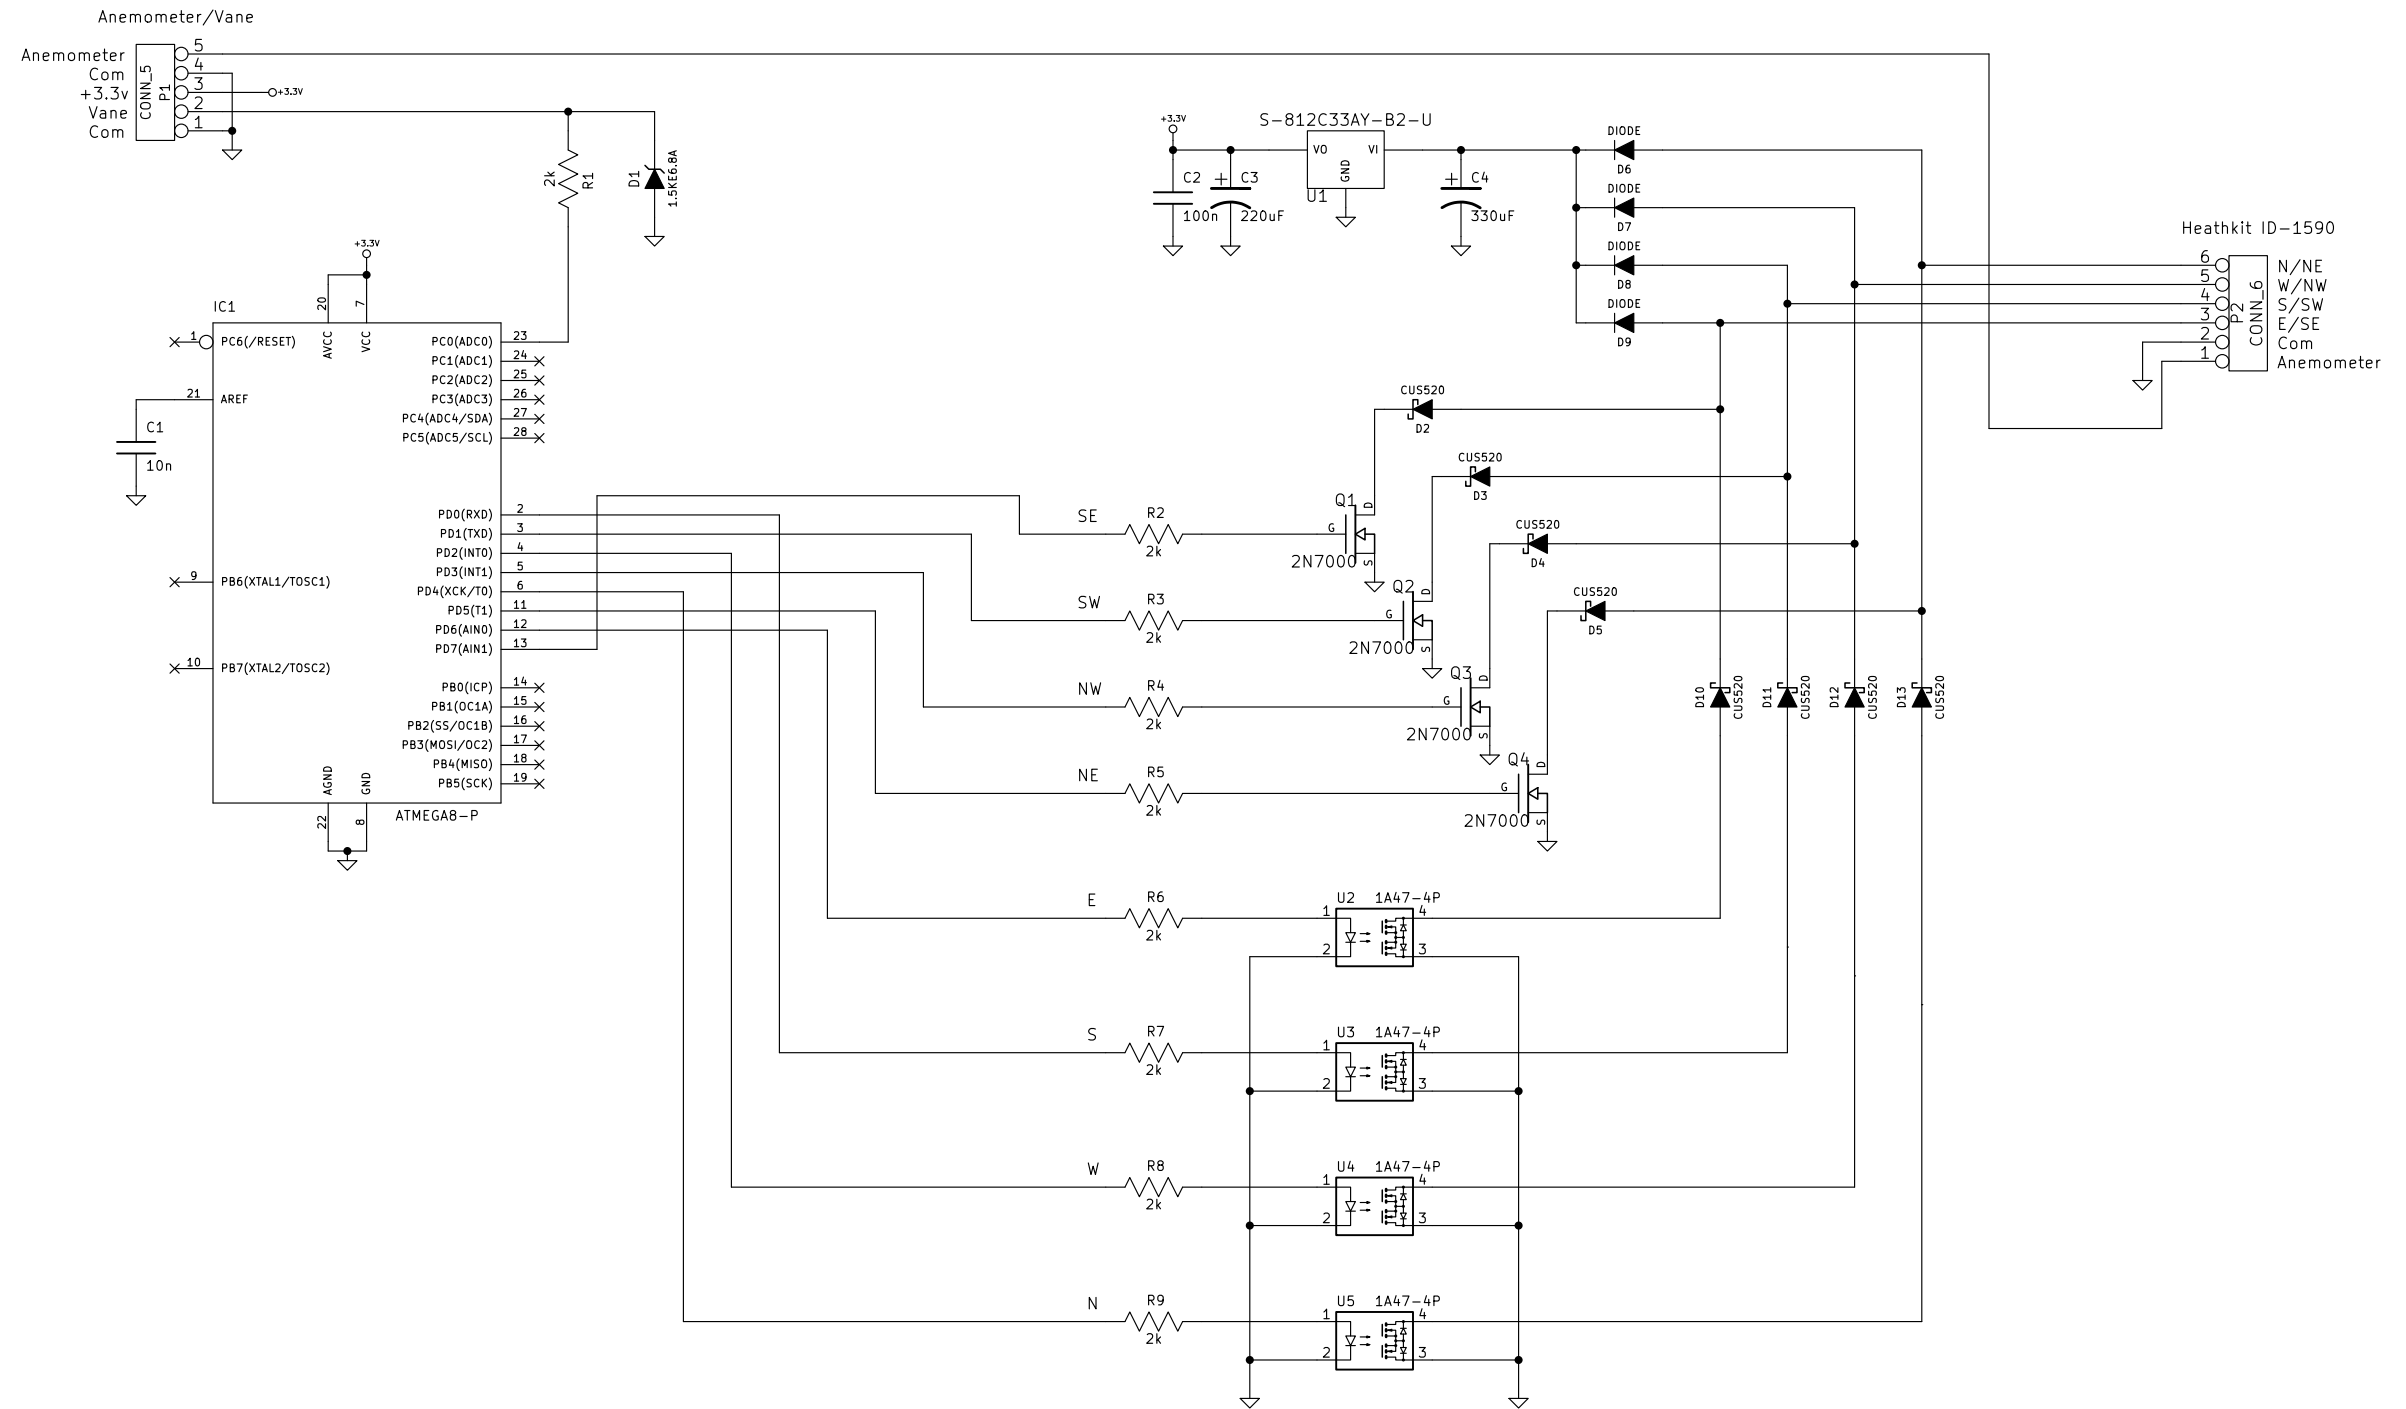 Anemometer/Vane
Anemometer 5
Com 4
+3.3v 3 +3.3V
Vane 2
Com 1
CONN_5
P1
2k
R1
D1
1.5KE6.8A
+3.3V
S-812C33AY-B2-U
VO VI
GND
U1
C2
100n
C3
220uF
C4
330uF
DIODE
D6
DIODE
D7
DIODE
D8
DIODE
D9
Heathkit ID-1590
6 N/NE
5 W/NW
4 S/SW
3 E/SE
2 Com
1 Anemometer
P2
CONN_6
+3.3V
IC1
20 7
AVCC VCC
1 PC6(/RESET)
21 AREF
C1
10n
9 PB6(XTAL1/TOSC1)
10 PB7(XTAL2/TOSC2)
PC0(ADC0) 23
PC1(ADC1) 24
PC2(ADC2) 25
PC3(ADC3) 26
PC4(ADC4/SDA) 27
PC5(ADC5/SCL) 28
PD0(RXD) 2
PD1(TXD) 3
PD2(INT0) 4
PD3(INT1) 5
PD4(XCK/T0) 6
PD5(T1) 11
PD6(AIN0) 12
PD7(AIN1) 13
PB0(ICP) 14
PB1(OC1A) 15
PB2(SS/OC1B) 16
PB3(MOSI/OC2) 17
PB4(MISO) 18
PB5(SCK) 19
AGND GND
22 8
ATMEGA8-P
CUS520
D2
CUS520
D3
CUS520
D4
CUS520
D5
SE R2
2k
Q1
G D S
2N7000
SW R3
2k
Q2
G D S
2N7000
NW R4
2k
Q3
G D S
2N7000
NE R5
2k
Q4
G D S
2N7000
D10
CUS520
D11
CUS520
D12
CUS520
D13
CUS520
E R6
2k
U2 1A47-4P
1 4
2 3
S R7
2k
U3 1A47-4P
1 4
2 3
W R8
2k
U4 1A47-4P
1 4
2 3
N R9
2k
U5 1A47-4P
1 4
2 3